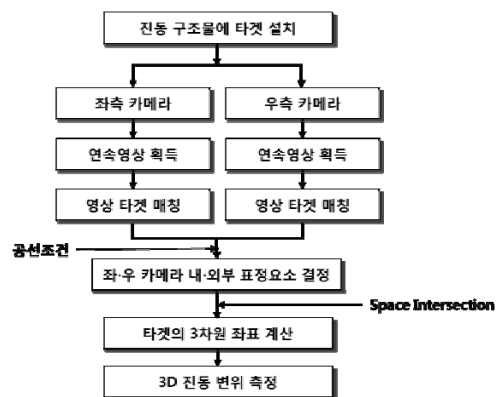 진동 구조물에 타겟 설치
좌측 카메라
우측 카메라
연속영상 획득
연속영상 획득
영상 타겟 매칭
영상 타겟 매칭
공선조건
좌·우 카메라 내·외부 표정요소 결정
Space Intersection
타겟의 3차원 좌표 계산
3D 진동 변위 측정